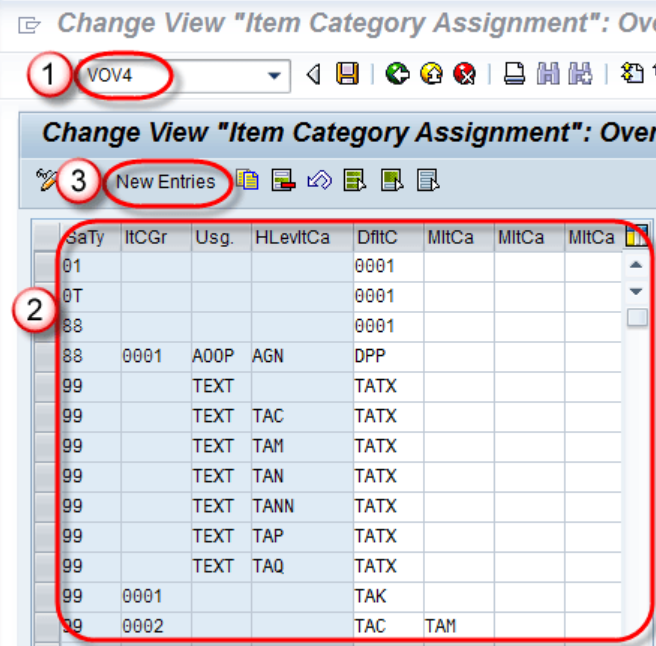 Change View "Item Category Assignment": Ov
1 VOV4
Change View "Item Category Assignment": Over
3 New Entries
2
SaTy ItCGr Usg. HLevItCa DfItC MItCa MItCa MItCa
01 0001
0T 0001
88 0001
88 0001 A00P AGN DPP
99 TEXT TATX
99 TEXT TAC TATX
99 TEXT TAM TATX
99 TEXT TAN TATX
99 TEXT TANN TATX
99 TEXT TAP TATX
99 TEXT TAQ TATX
99 0001 TAK
99 0002 TAC TAM